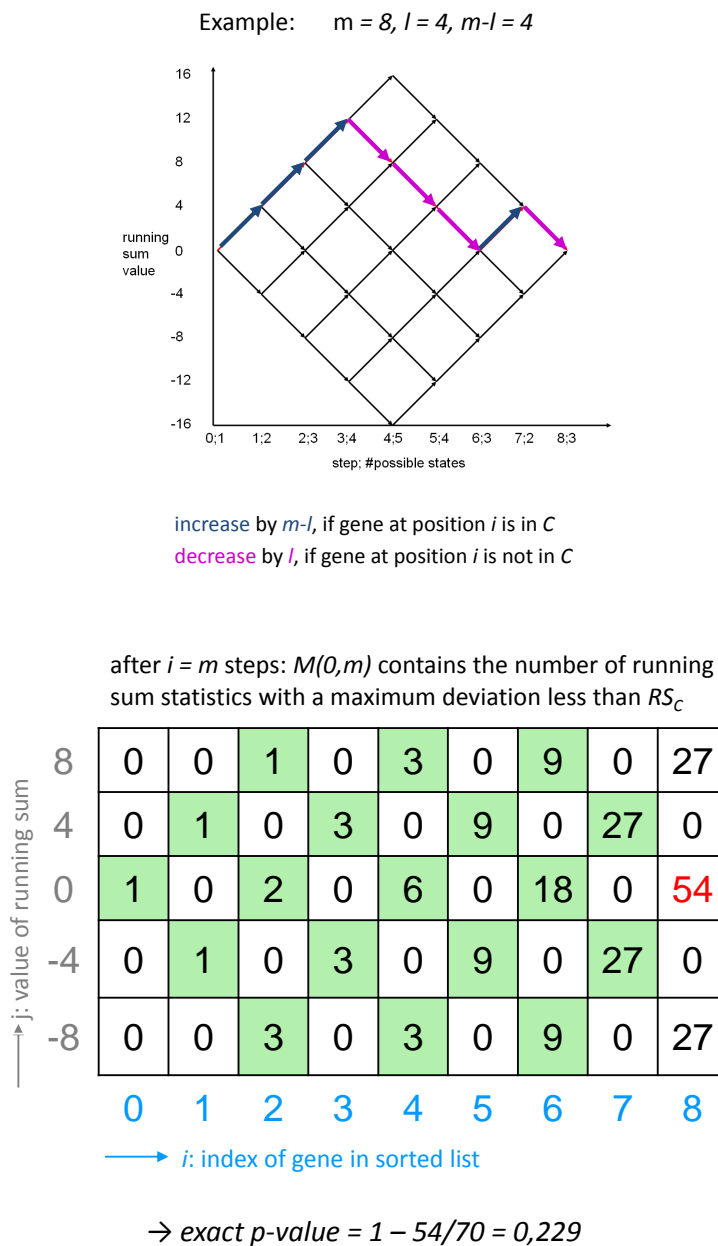 Example: m = 8, l = 4, m-l = 4
16
12
8
4
running
sum
value
0
-4
-8
-12
-16
0;1 1;2 2;3 3;4 4;5 5;4 6;3 7;2 8;3
step; #possible states
increase by m-l, if gene at position i is in C
decrease by l, if gene at position i is not in C
after i = m steps: M(0,m) contains the number of running
sum statistics with a maximum deviation less than RS_C
j: value of running sum
8 0 0 1 0 3 0 9 0 27
4 0 1 0 3 0 9 0 27 0
0 1 0 2 0 6 0 18 0 54
-4 0 1 0 3 0 9 0 27 0
-8 0 0 3 0 3 0 9 0 27
0 1 2 3 4 5 6 7 8
i: index of gene in sorted list
→ exact p-value = 1 – 54/70 = 0,229